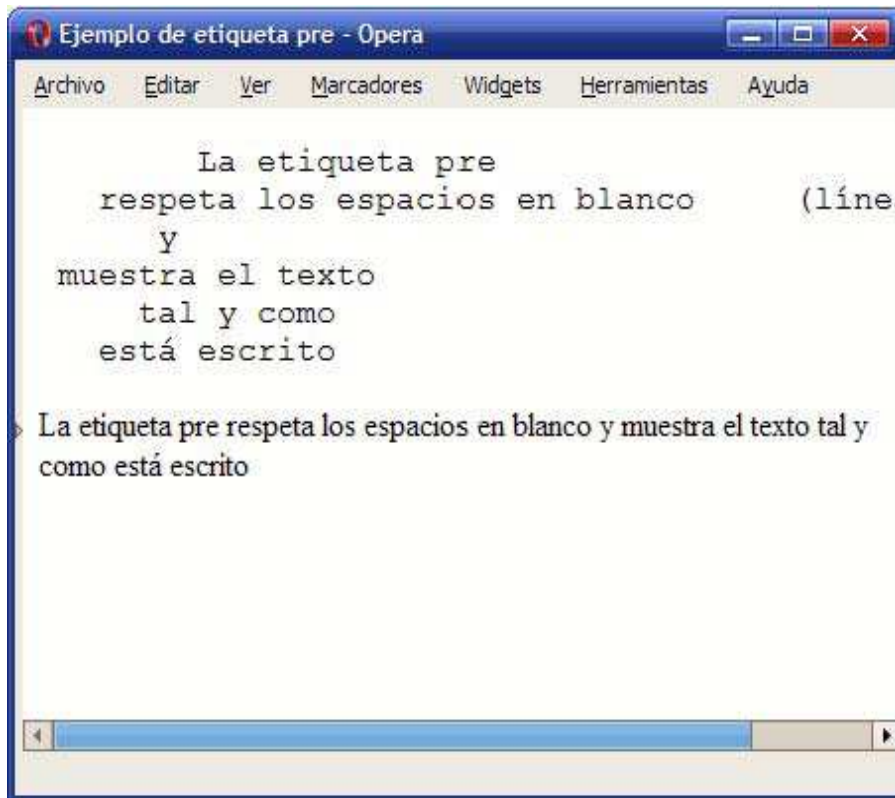 Ejemplo de etiqueta pre - Opera
Archivo Editar Ver Marcadores Widgets Herramientas Ayuda
La etiqueta pre
respeta los espacios en blanco (líne
y
muestra el texto
tal y como
está escrito
La etiqueta pre respeta los espacios en blanco y muestra el texto tal y
como está escrito